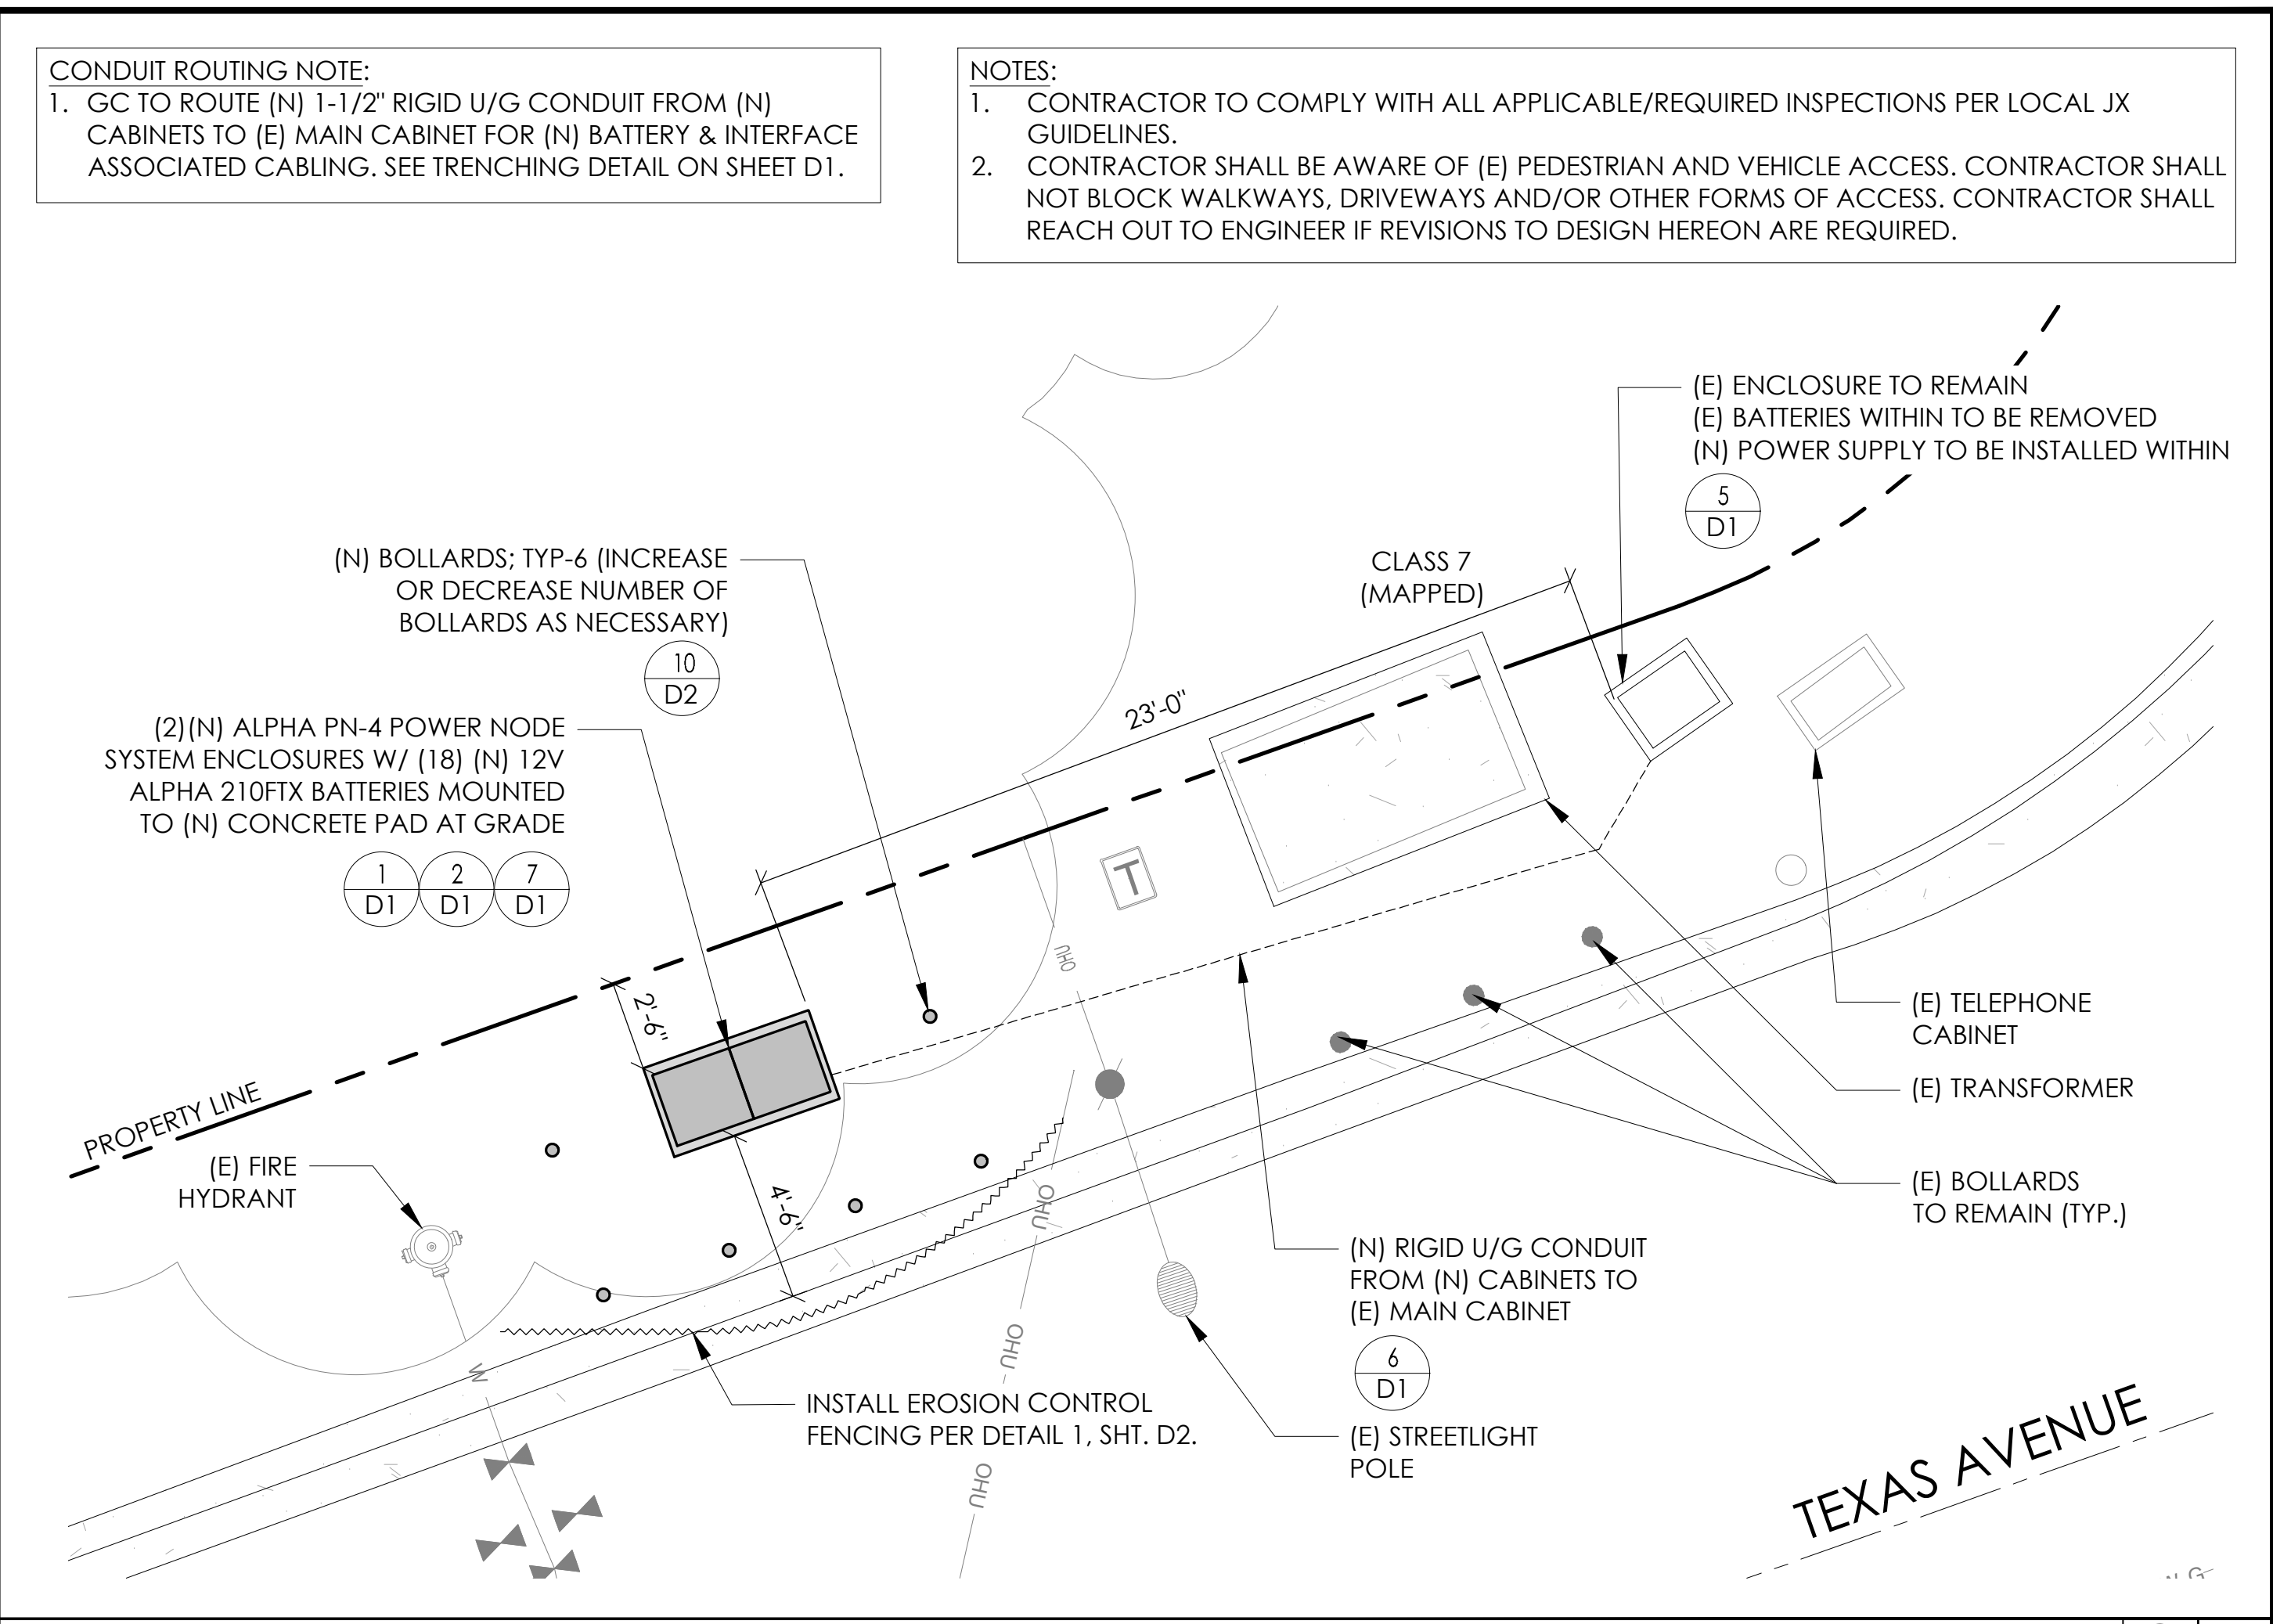 CONDUIT ROUTING NOTE:
1. GC TO ROUTE (N) 1-1/2" RIGID U/G CONDUIT FROM (N)
CABINETS TO (E) MAIN CABINET FOR (N) BATTERY & INTERFACE
ASSOCIATED CABLING. SEE TRENCHING DETAIL ON SHEET D1.
NOTES:
1. CONTRACTOR TO COMPLY WITH ALL APPLICABLE/REQUIRED INSPECTIONS PER LOCAL JX
GUIDELINES.
2. CONTRACTOR SHALL BE AWARE OF (E) PEDESTRIAN AND VEHICLE ACCESS. CONTRACTOR SHALL
NOT BLOCK WALKWAYS, DRIVEWAYS AND/OR OTHER FORMS OF ACCESS. CONTRACTOR SHALL
REACH OUT TO ENGINEER IF REVISIONS TO DESIGN HEREON ARE REQUIRED.
(E) ENCLOSURE TO REMAIN
(E) BATTERIES WITHIN TO BE REMOVED
(N) POWER SUPPLY TO BE INSTALLED WITHIN
5
D1
(N) BOLLARDS; TYP-6 (INCREASE
OR DECREASE NUMBER OF
BOLLARDS AS NECESSARY)
10
D2
CLASS 7
(MAPPED)
23'-0"
(2)(N) ALPHA PN-4 POWER NODE
SYSTEM ENCLOSURES W/ (18) (N) 12V
ALPHA 210FTX BATTERIES MOUNTED
TO (N) CONCRETE PAD AT GRADE
1
D1
2
D1
7
D1
T
OHU
2'-6"
PROPERTY LINE
(E) FIRE
HYDRANT
4'-6"
OHU
OHU
OHU
W
(E) TELEPHONE
CABINET
(E) TRANSFORMER
(E) BOLLARDS
TO REMAIN (TYP.)
(N) RIGID U/G CONDUIT
FROM (N) CABINETS TO
(E) MAIN CABINET
6
D1
INSTALL EROSION CONTROL
FENCING PER DETAIL 1, SHT. D2.
(E) STREETLIGHT
POLE
TEXAS AVENUE